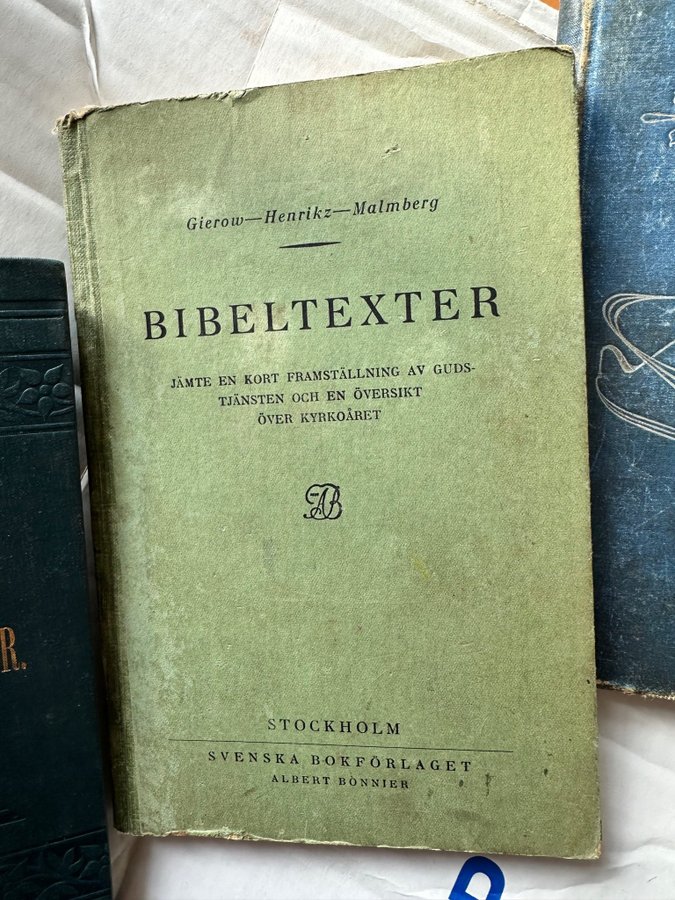 Gierow—Henrikz—Malmberg
BIBELTEXTER
JÄMTE EN KORT FRAMSTÄLLNING AV GUDS-
TJÄNSTEN OCH EN ÖVERSIKT
ÖVER KYRKOÅRET
AB
STOCKHOLM
SVENSKA BOKFÖRLAGET
ALBERT BONNIER
R.